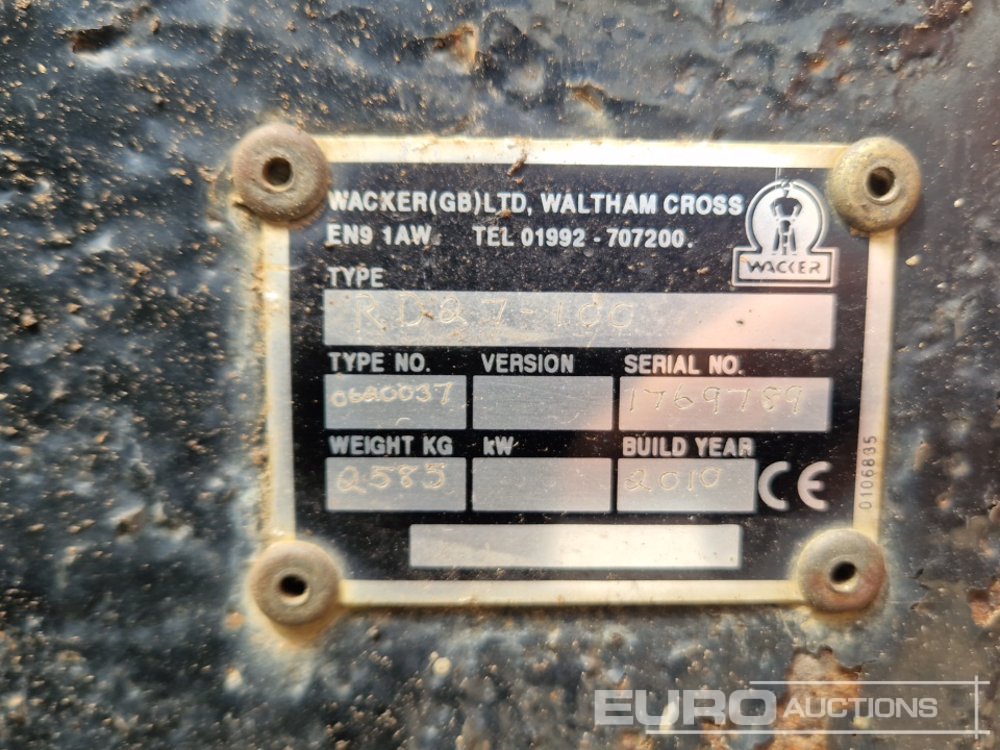 WACKER(GB)LTD, WALTHAM CROSS
EN9 1AW. TEL 01992 - 707200.
WACKER
TYPE
RD27-100
TYPE NO. VERSION SERIAL NO.
0620037 1769789
WEIGHT KG kW BUILD YEAR
2585 2010 CE
0106835
EURO AUCTIONS